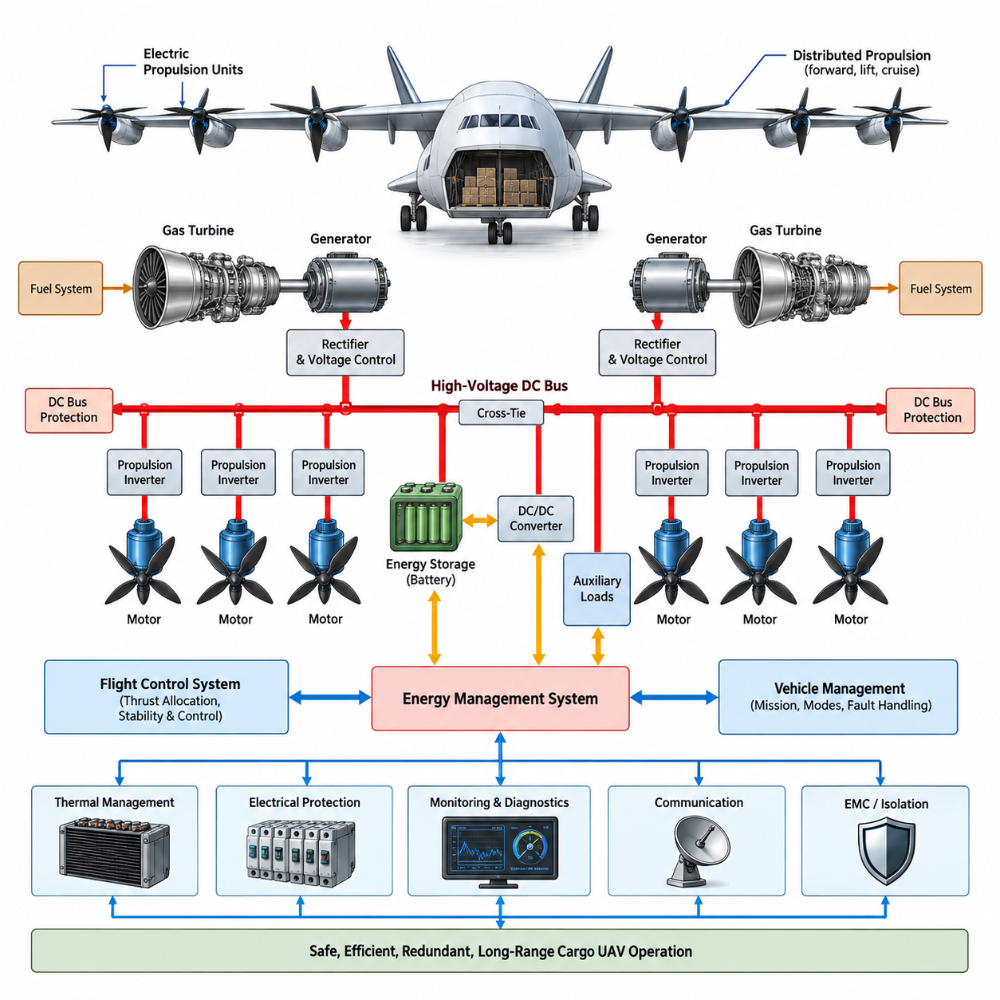 Electric
Propulsion Units
Distributed Propulsion
(forward, lift, cruise)
Gas Turbine
Generator
Generator
Gas Turbine
Fuel System
Fuel System
Rectifier
& Voltage Control
Rectifier
& Voltage Control
High-Voltage DC Bus
DC Bus
Protection
Cross-Tie
DC Bus
Protection
Propulsion
Inverter
Propulsion
Inverter
Propulsion
Inverter
Propulsion
Inverter
Propulsion
Inverter
Propulsion
Inverter
DC/DC
Converter
Energy Storage
(Battery)
Auxiliary
Loads
Motor
Motor
Motor
Motor
Motor
Motor
Flight Control System
(Thrust Allocation,
Stability & Control)
Energy Management System
Vehicle Management
(Mission, Modes, Fault Handling)
Thermal Management
Electrical Protection
Monitoring & Diagnostics
Communication
EMC / Isolation
Safe, Efficient, Redundant, Long-Range Cargo UAV Operation